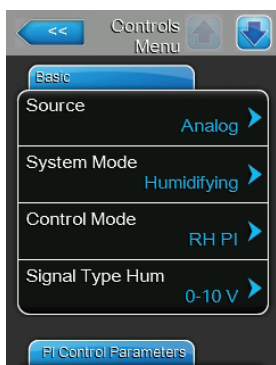 <<
Controls
Menu
Basic
Source
Analog
System Mode
Humidifying
Control Mode
RH PI
Signal Type Hum
0-10 V
PI Control Parameters